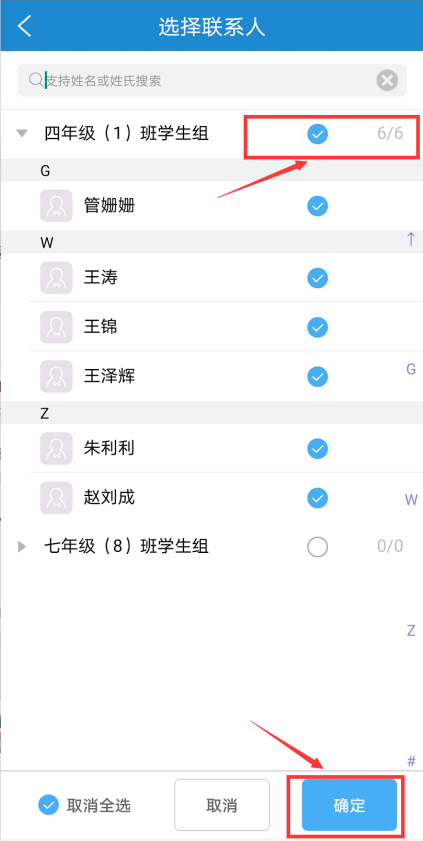 选择联系人
支持姓名或姓氏搜索
四年级（1）班学生组 6/6
G
管姗姗
W
↑
王涛
王锦
王泽辉
G
Z
朱利利
赵刘成
W
七年级（8）班学生组 0/0
Z
#
取消全选 取消 确定